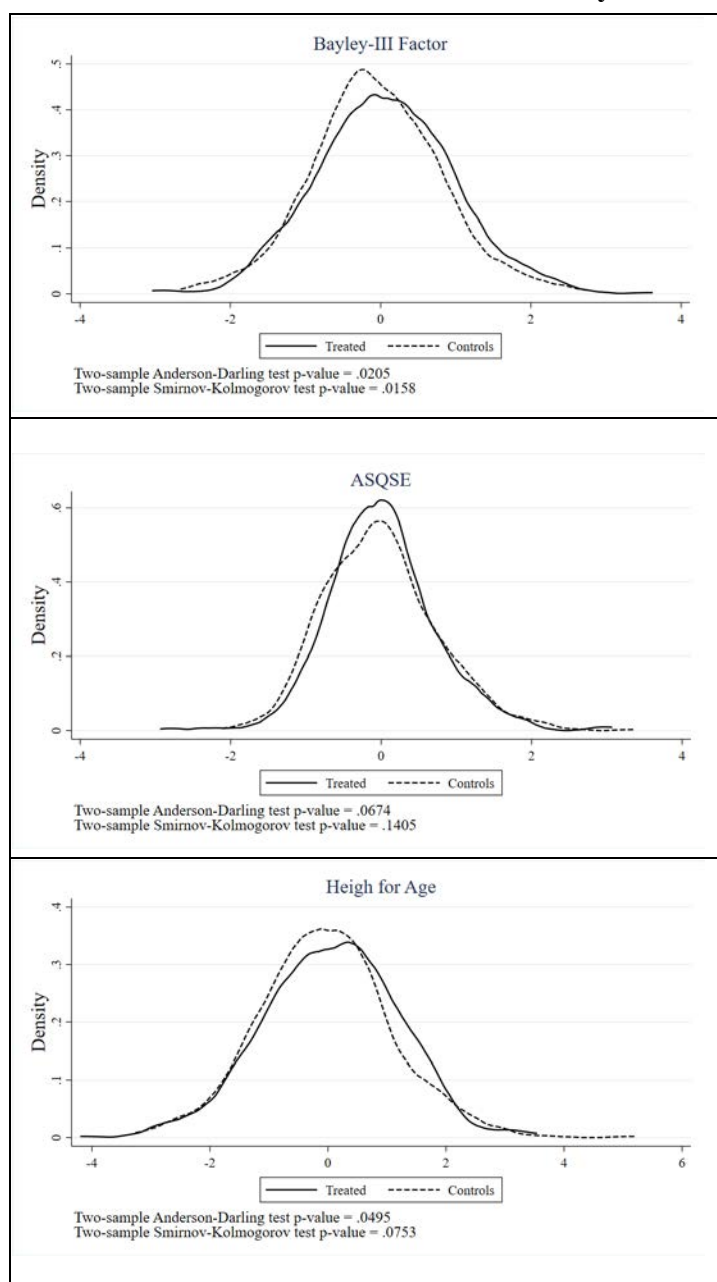 Bayley-III Factor
Density
.5
.4
.3
.2
.1
0
-4 -2 0 2 4
Treated Controls
Two-sample Anderson-Darling test p-value = .0205
Two-sample Smirnov-Kolmogorov test p-value = .0158
ASQSE
Density
.6
.4
.2
0
-4 -2 0 2 4
Treated Controls
Two-sample Anderson-Darling test p-value = .0674
Two-sample Smirnov-Kolmogorov test p-value = .1405
Heigh for Age
Density
.4
.3
.2
.1
0
-4 -2 0 2 4 6
Treated Controls
Two-sample Anderson-Darling test p-value = .0495
Two-sample Smirnov-Kolmogorov test p-value = .0753